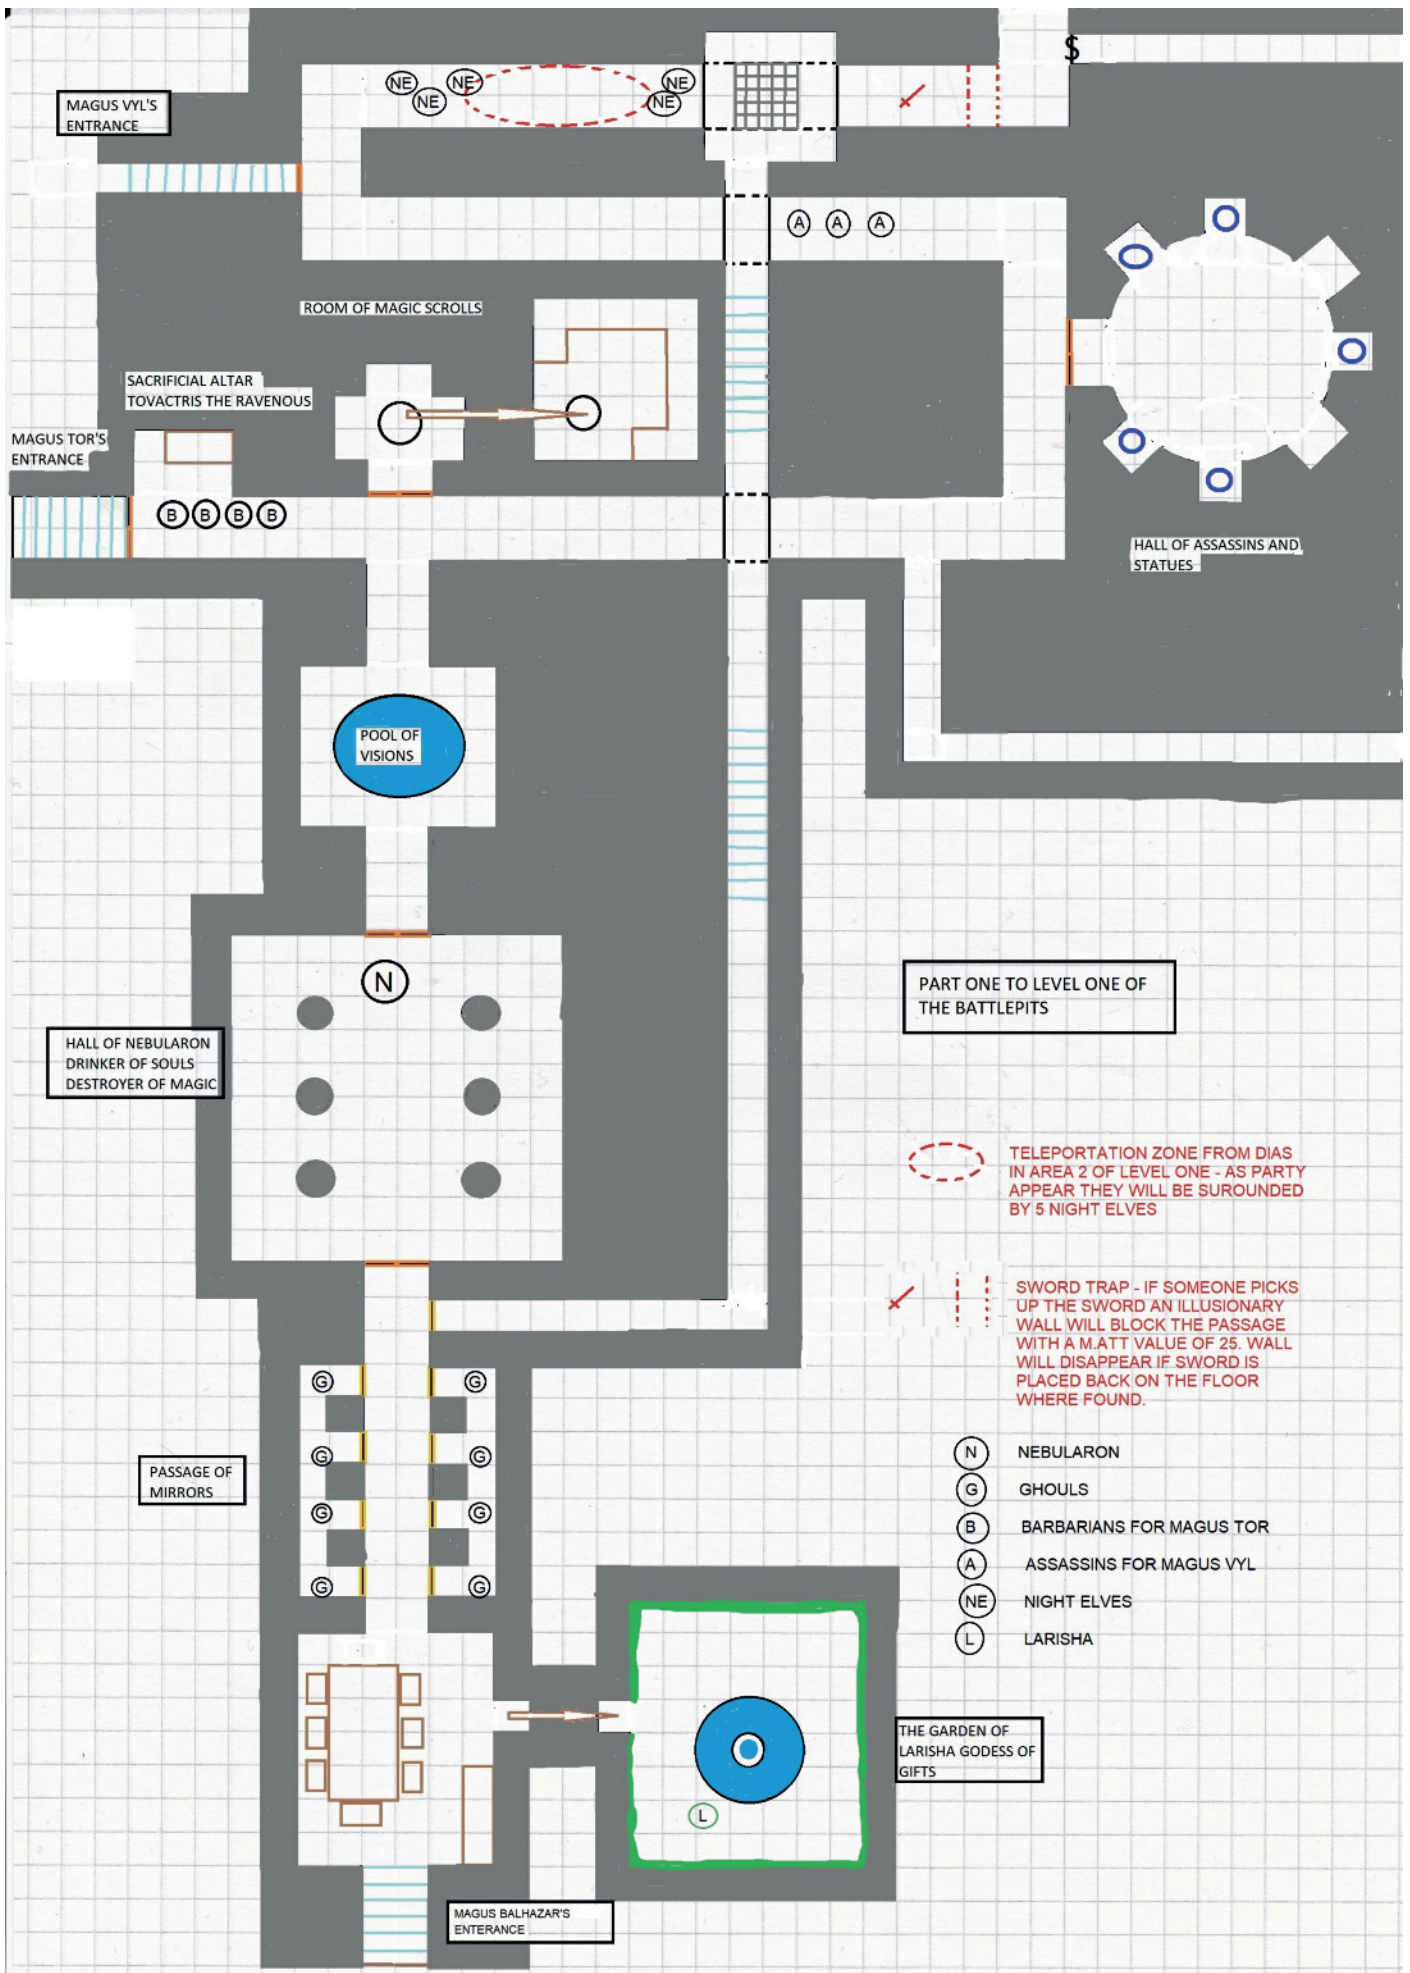 $
NE
NE
NE
NE
NE
MAGUS VYL'S
ENTRANCE
A A A
ROOM OF MAGIC SCROLLS
SACRIFICIAL ALTAR
TOVACTRIS THE RAVENOUS
MAGUS TOR'S
ENTRANCE
B B B B
HALL OF ASSASSINS AND
STATUES
POOL OF
VISIONS
N
PART ONE TO LEVEL ONE OF
THE BATTLEPITS
HALL OF NEBULARON
DRINKER OF SOULS
DESTROYER OF MAGIC
TELEPORTATION ZONE FROM DIAS
IN AREA 2 OF LEVEL ONE - AS PARTY
APPEAR THEY WILL BE SUROUNDED
BY 5 NIGHT ELVES
SWORD TRAP - IF SOMEONE PICKS
UP THE SWORD AN ILLUSIONARY
WALL WILL BLOCK THE PASSAGE
WITH A M.ATT VALUE OF 25. WALL
WILL DISAPPEAR IF SWORD IS
PLACED BACK ON THE FLOOR
WHERE FOUND.
G G
G G
G G
G G
PASSAGE OF
MIRRORS
N NEBULARON
G GHOULS
B BARBARIANS FOR MAGUS TOR
A ASSASSINS FOR MAGUS VYL
NE NIGHT ELVES
L LARISHA
THE GARDEN OF
LARISHA GODESS OF
GIFTS
L
MAGUS BALHAZAR'S
ENTERANCE